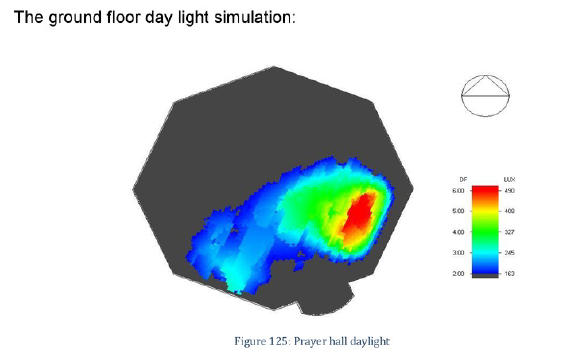 The ground floor day light simulation:
DF LUX
6.00 490
5.00 409
4.00 327
3.00 245
2.00 163
Figure 125: Prayer hall daylight